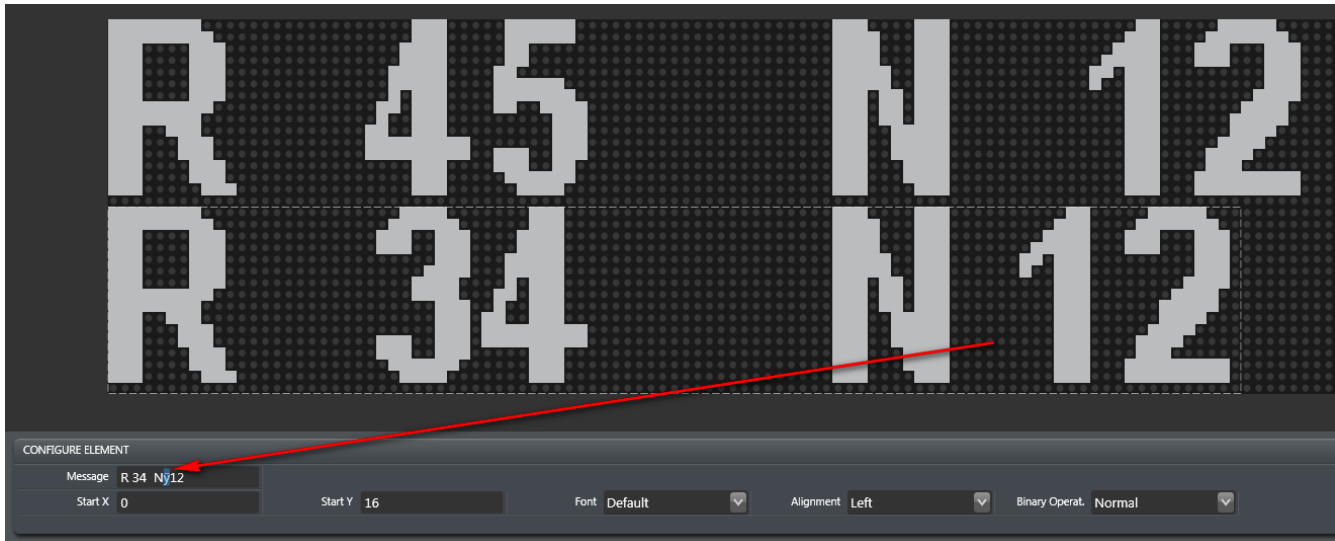 R 45 N 12
R 34 N 12
CONFIGURE ELEMENT
Message R 34  Nÿ12
Start X 0 Start Y 16 Font Default Alignment Left Binary Operat. Normal